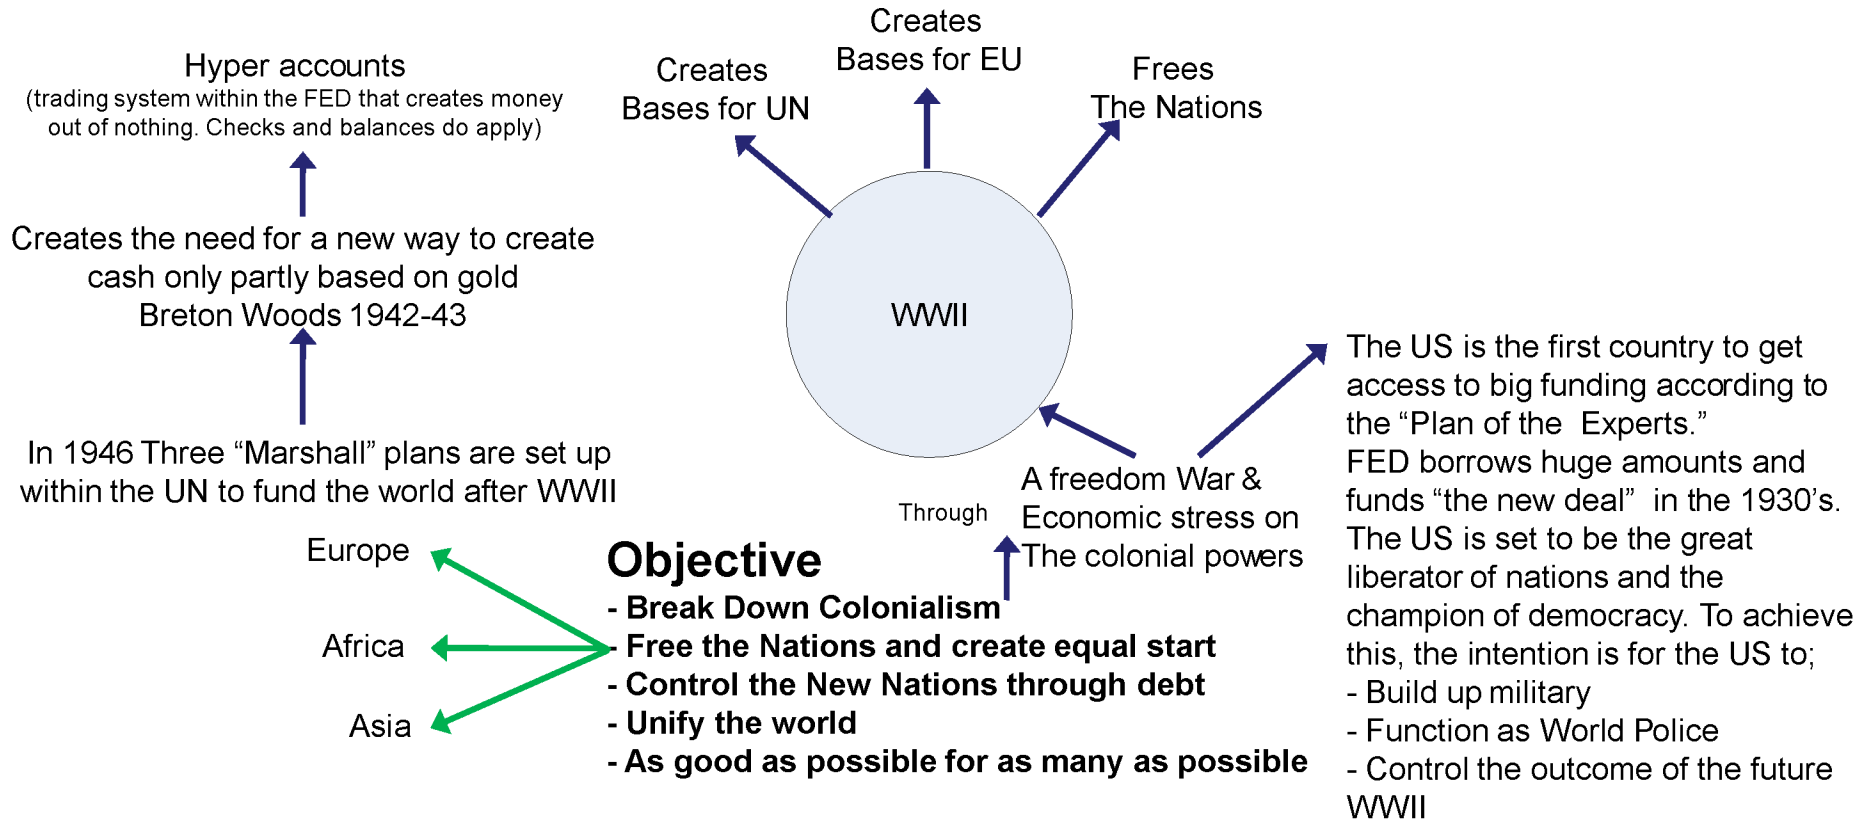 Hyper accounts
(trading system within the FED that creates money
out of nothing. Checks and balances do apply)
Creates the need for a new way to create
cash only partly based on gold
Breton Woods 1942-43
In 1946 Three “Marshall” plans are set up
within the UN to fund the world after WWII
Europe
Africa
Asia
Creates
Bases for UN
Creates
Bases for EU
Frees
The Nations
WWII
Through
A freedom War &
Economic stress on
The colonial powers
Objective
- Break Down Colonialism
- Free the Nations and create equal start
- Control the New Nations through debt
- Unify the world
- As good as possible for as many as possible
The US is the first country to get
access to big funding according to
the “Plan of the Experts.”
FED borrows huge amounts and
funds “the new deal” in the 1930’s.
The US is set to be the great
liberator of nations and the
champion of democracy. To achieve
this, the intention is for the US to;
- Build up military
- Function as World Police
- Control the outcome of the future
WWII